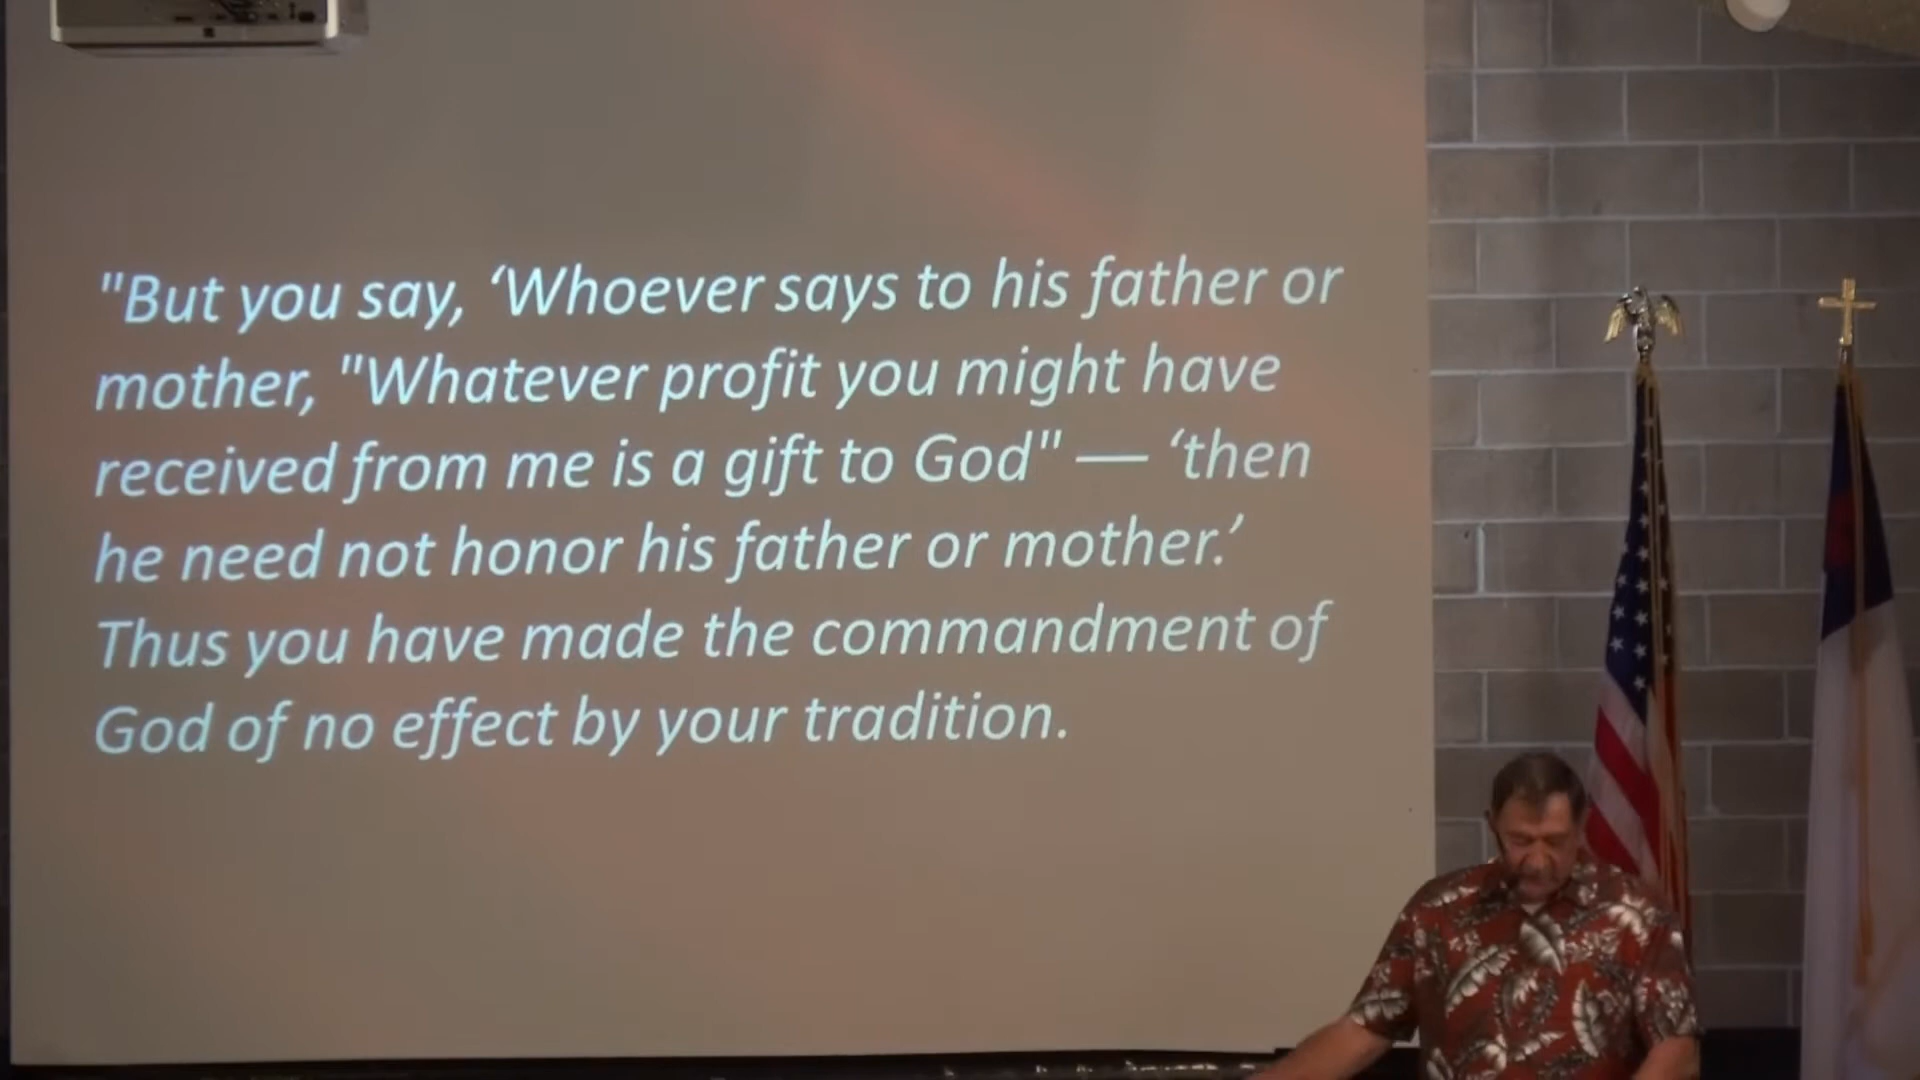 "But you say, ‘Whoever says to his father or
mother, "Whatever profit you might have
received from me is a gift to God" — ‘then
he need not honor his father or mother.’
Thus you have made the commandment of
God of no effect by your tradition.